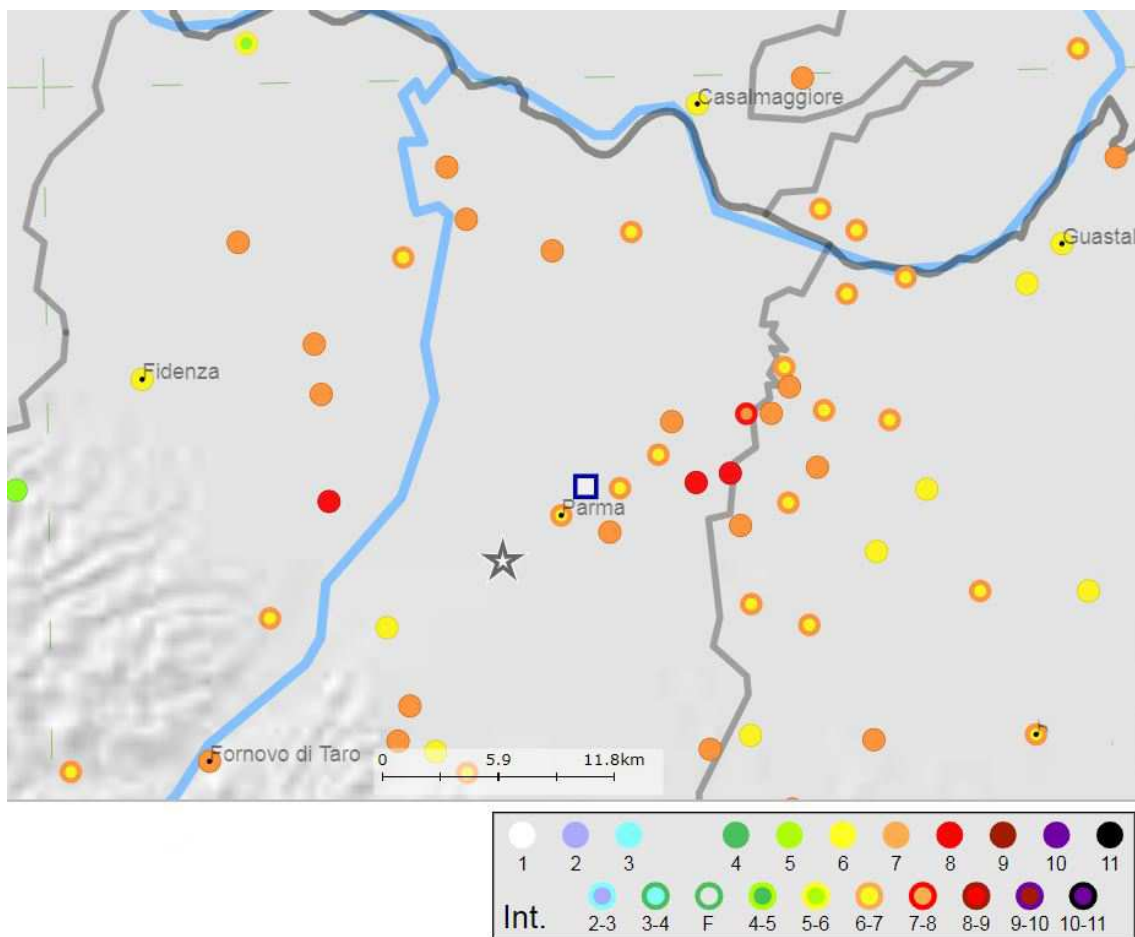 Casalmaggiore
Guastal
Fidenza
Parma
Fornovo di Taro
0 5.9 11.8km
1 2 3 4 5 6 7 8 9 10 11
Int. 2-3 3-4 F 4-5 5-6 6-7 7-8 8-9 9-10 10-11